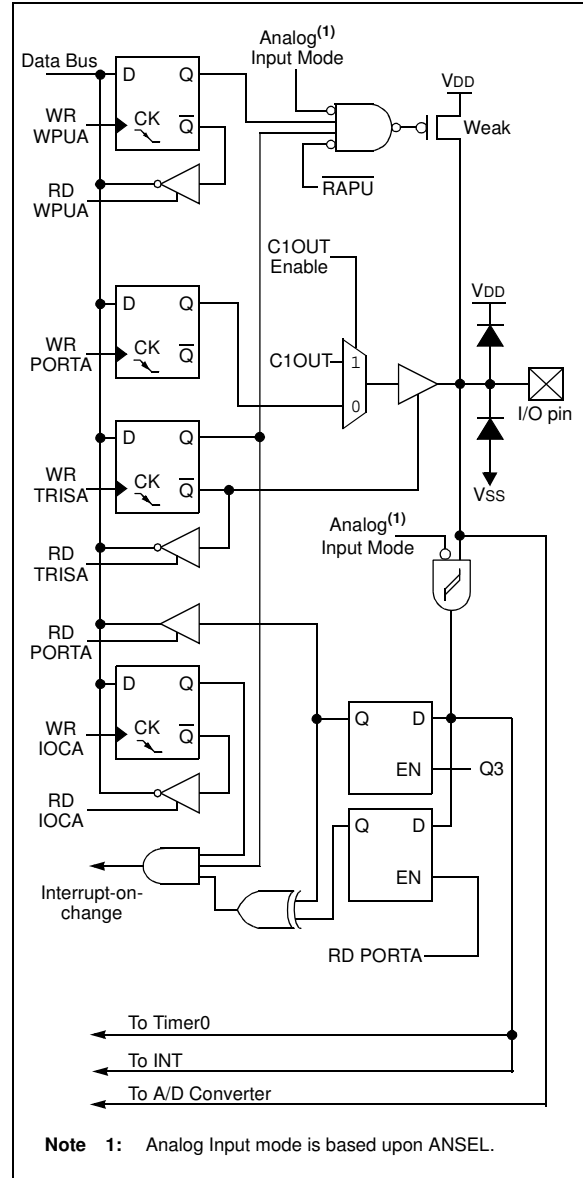 Analog(1)
Input Mode
Data Bus
D Q
VDD
WR
WPUA
CK Q
Weak
RD
WPUA
RAPU
C1OUT
Enable
D Q
VDD
WR
PORTA
CK Q
C1OUT
1
0
I/O pin
D Q
WR
TRISA
CK Q
VSS
Analog(1)
Input Mode
RD
TRISA
RD
PORTA
D Q
Q D
WR
IOCA
CK Q
EN
Q3
RD
IOCA
Q D
EN
Interrupt-on-
change
RD PORTA
To Timer0
To INT
To A/D Converter
Note 1: Analog Input mode is based upon ANSEL.